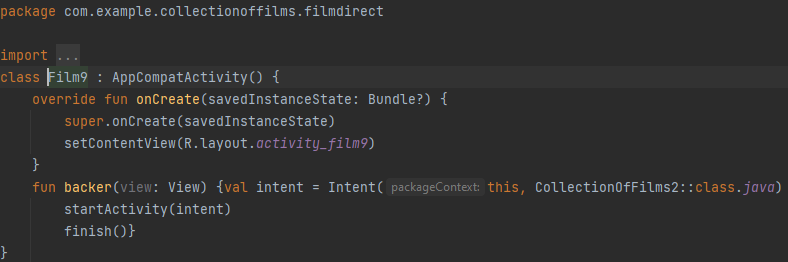 package com.example.collectionoffilms.filmdirect
import ...
class Film9 : AppCompatActivity() {
override fun onCreate(savedInstanceState: Bundle?) {
super.onCreate(savedInstanceState)
setContentView(R.layout.activity_film9)
}
fun backer(view: View) {val intent = Intent( packageContext: this, CollectionOfFilms2::class.java)
startActivity(intent)
finish()}
}